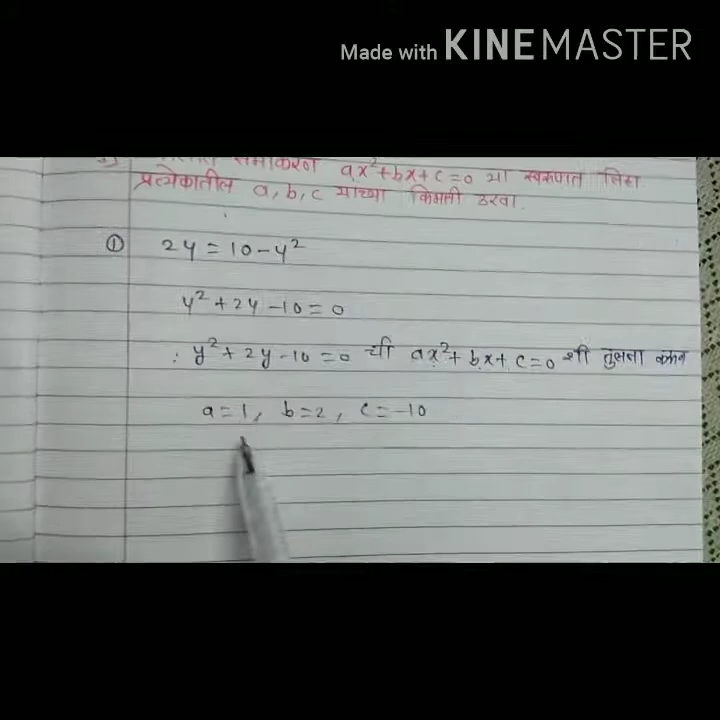 Made with KINEMASTER
समीकरण ax²+bx+c=0 या स्वरूपात लिहा
प्रत्येकातील a, b, c यांच्या किंमती ठरवा.
① 2y = 10 - y²
y² + 2y - 10 = 0
∴ y² + 2y - 10 = 0 ची ax² + bx + c = 0 शी तुलना करून
a = 1, b = 2, c = -10